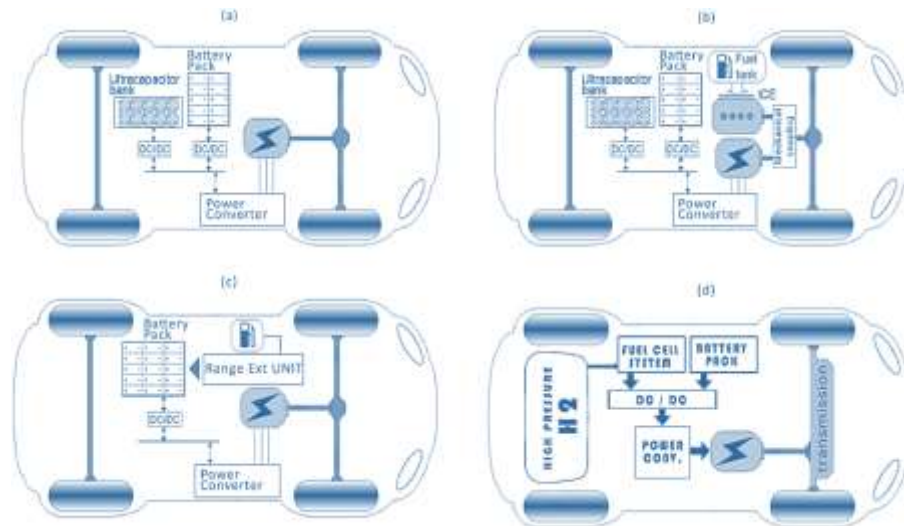 (a)
Battery
Pack
Ultracapacitor
bank
DC/DC
DC/DC
Power
Converter
(b)
Battery
Pack
Fuel
tank
Ultracapacitor
bank
ICE
DC/DC
DC/DC
Power
Converter
(c)
Battery
Pack
Range Ext UNIT
DC/DC
Power
Converter
(d)
HIGH PRESSURE
H2
FUEL CELL
SYSTEM
BATTERY
PACK
DC / DC
POWER
CONV.
transmission